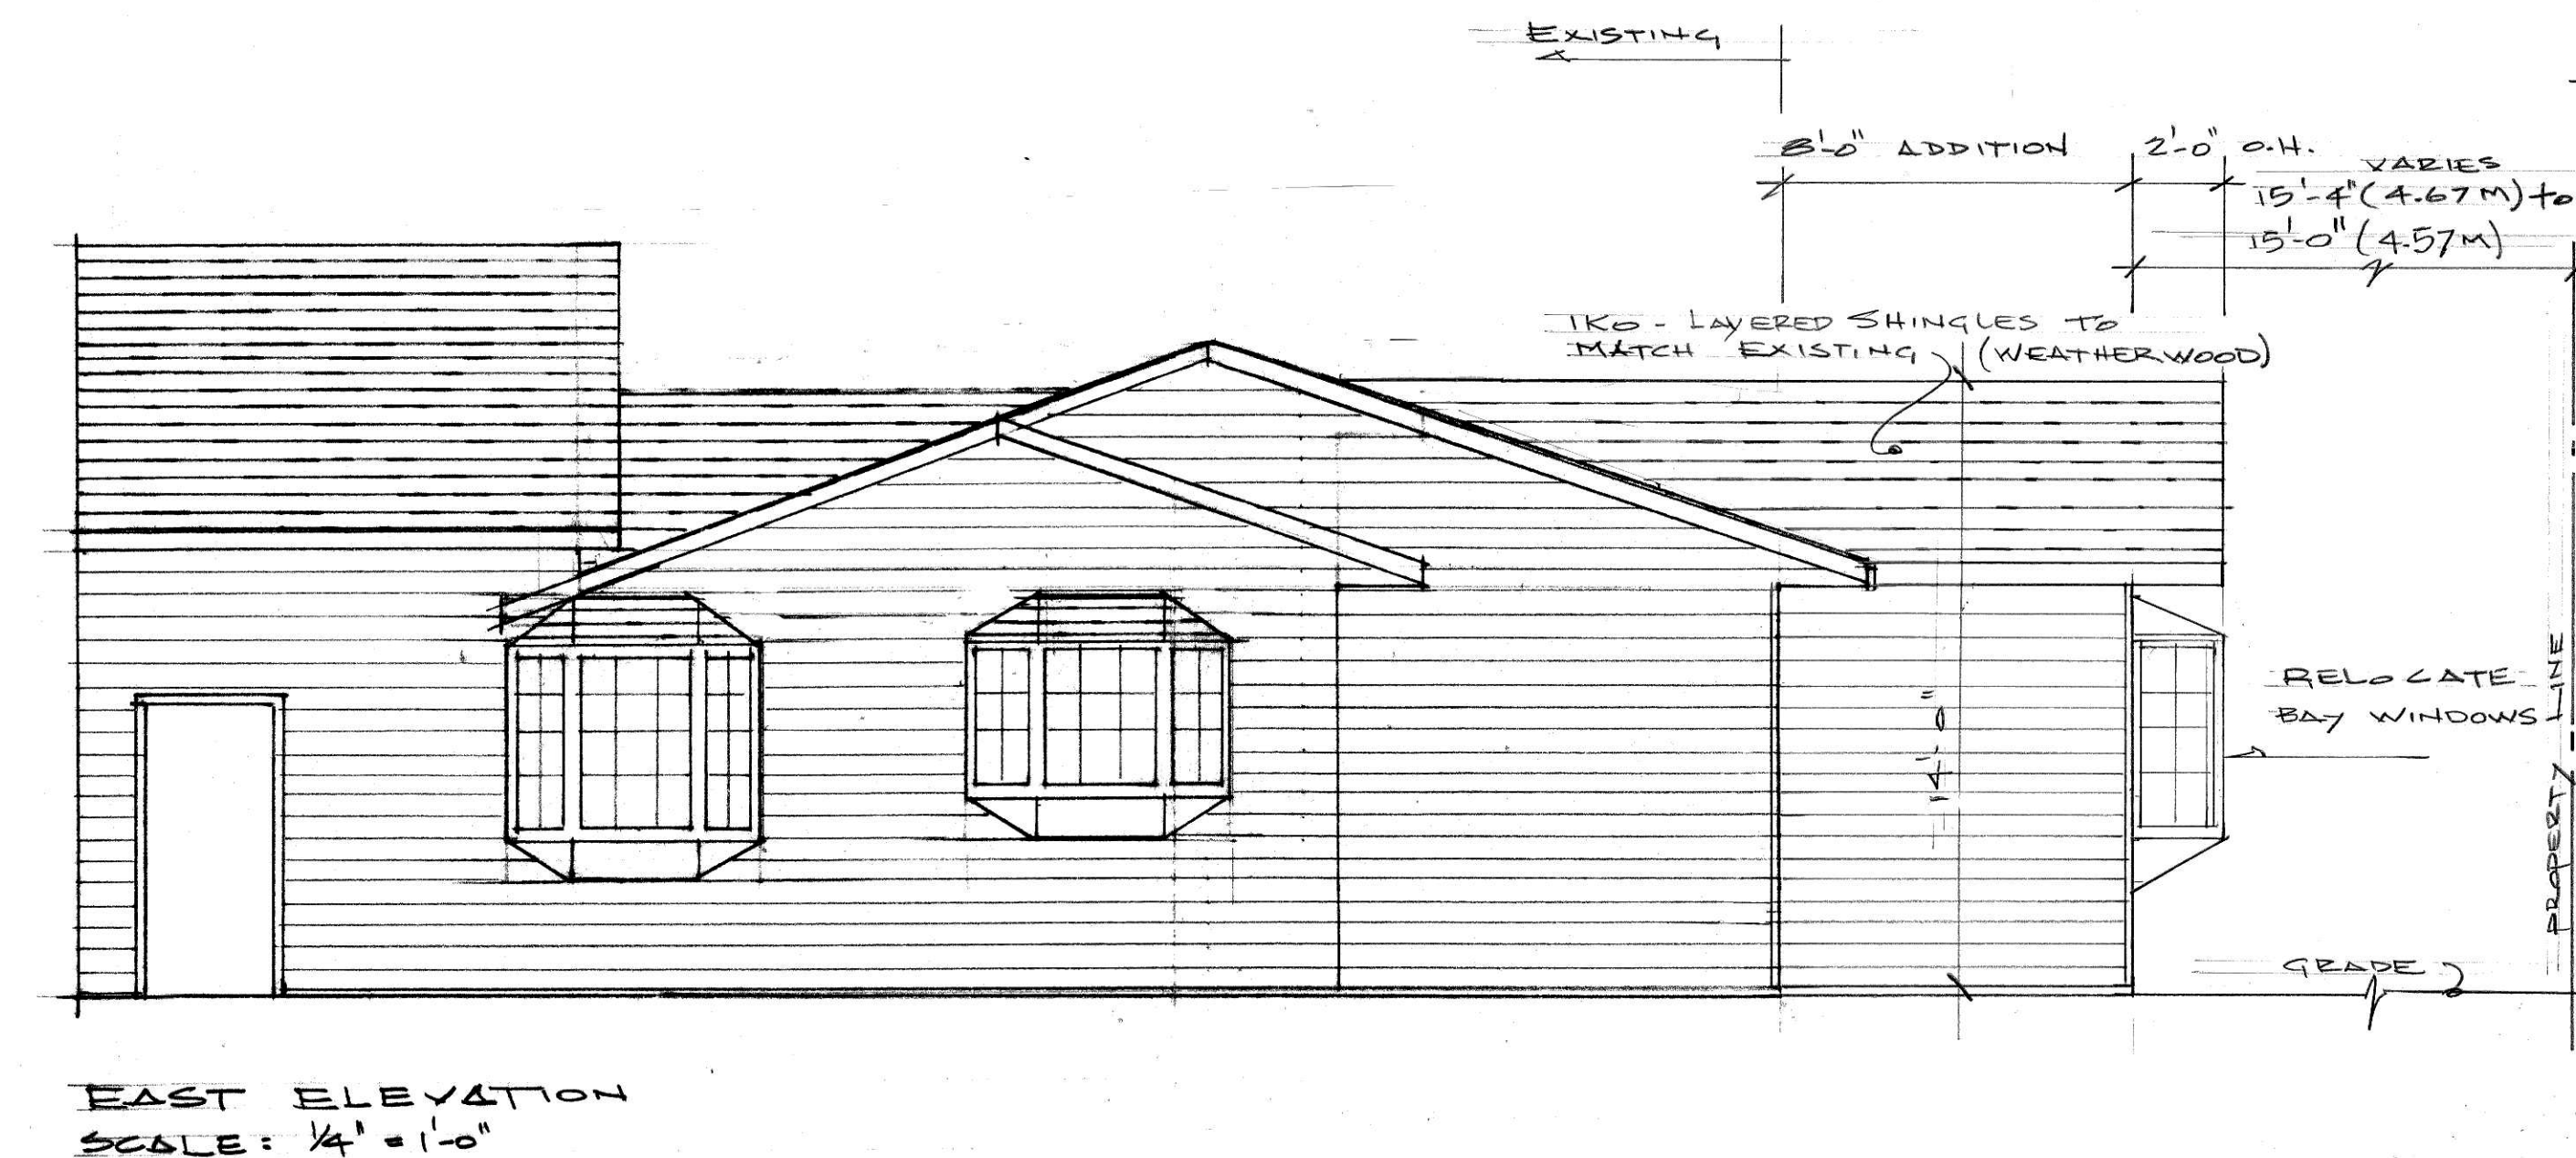 EXISTING
8'-0" ADDITION
2'-0" O.H.
VARIES
15'-4" (4.67M) to
15'-0" (4.57M)
IKO - LAYERED SHINGLES TO
MATCH EXISTING (WEATHERWOOD)
14'-0"
RELOCATE
BAY WINDOWS
PROPERTY LINE
GRADE
EAST ELEVATION
SCALE: 1/4" = 1'-0"